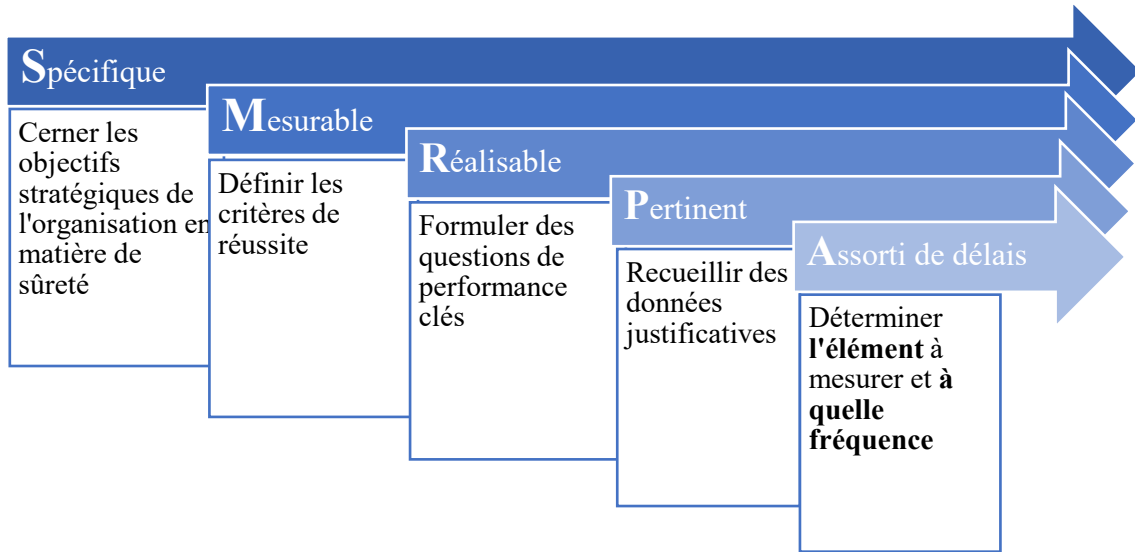 Spécifique
Cerner les
objectifs
stratégiques de
l'organisation en
matière de
sûreté
Mesurable
Définir les
critères de
réussite
Réalisable
Formuler des
questions de
performance
clés
Pertinent
Recueillir des
données
justificatives
Assorti de délais
Déterminer
l'élément à
mesurer et à
quelle
fréquence